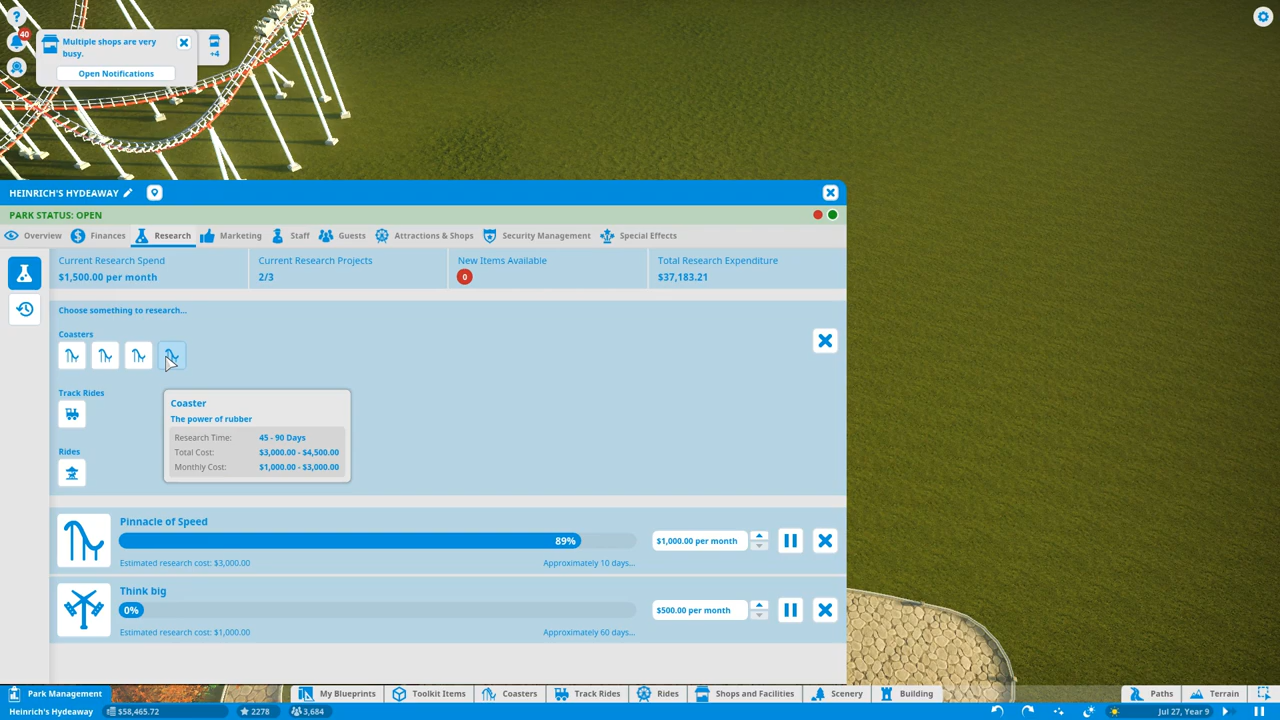 ?
40
Multiple shops are very
busy.
+4
Open Notifications
HEINRICH'S HYDEAWAY
PARK STATUS: OPEN
Overview
Finances
Research
Marketing
Staff
Guests
Attractions & Shops
Security Management
Special Effects
Current Research Spend
$1,500.00 per month
Current Research Projects
2/3
New Items Available
0
Total Research Expenditure
$37,183.21
Choose something to research...
Coasters
Track Rides
Rides
Coaster
The power of rubber
Research Time: 45 - 90 Days
Total Cost: $3,000.00 - $4,500.00
Monthly Cost: $1,000.00 - $3,000.00
Pinnacle of Speed
89%
$1,000.00 per month
Estimated research cost: $3,000.00
Approximately 10 days...
Think big
0%
$500.00 per month
Estimated research cost: $1,000.00
Approximately 60 days...
Park Management
My Blueprints
Toolkit Items
Coasters
Track Rides
Rides
Shops and Facilities
Scenery
Building
Paths
Terrain
Heinrich's Hydeaway
$58,465.72
2278
3,684
Jul 27, Year 9